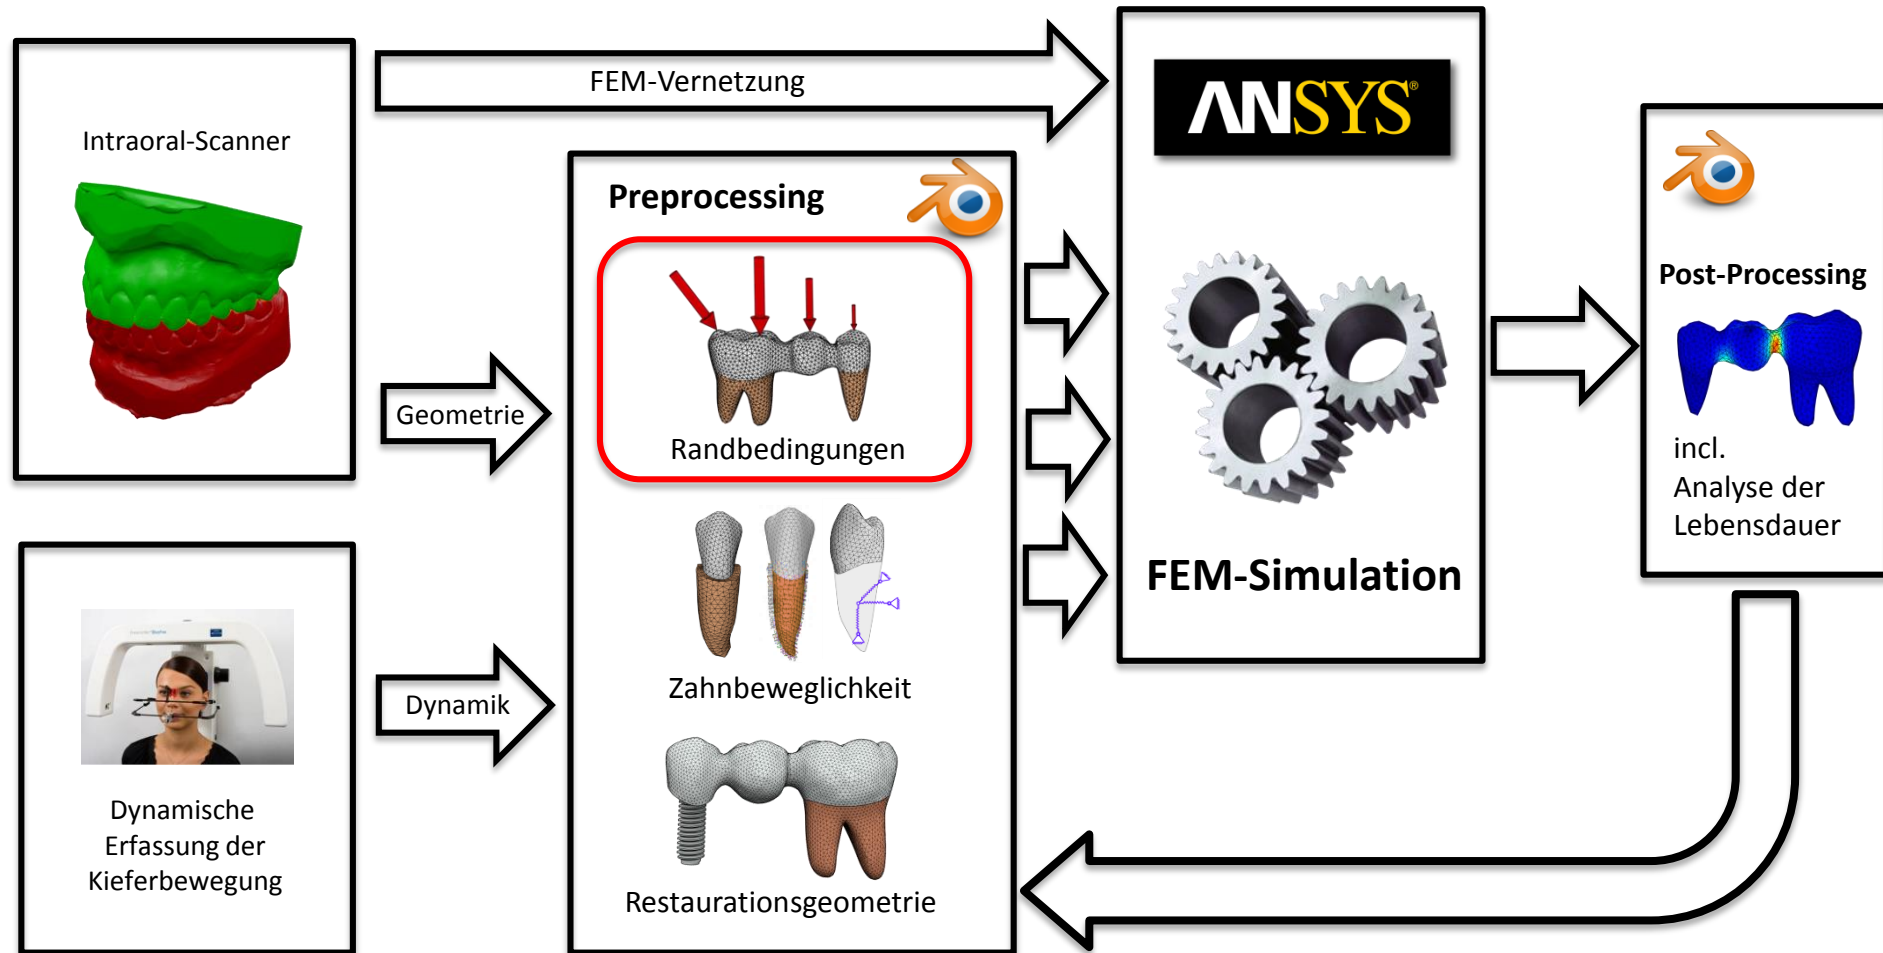 Intraoral-Scanner
FEM-Vernetzung
Geometrie
Dynamische
Erfassung der
Kieferbewegung
Dynamik
Preprocessing
Randbedingungen
Zahnbeweglichkeit
Restaurationsgeometrie
ANSYS®
FEM-Simulation
Post-Processing
incl.
Analyse der
Lebensdauer